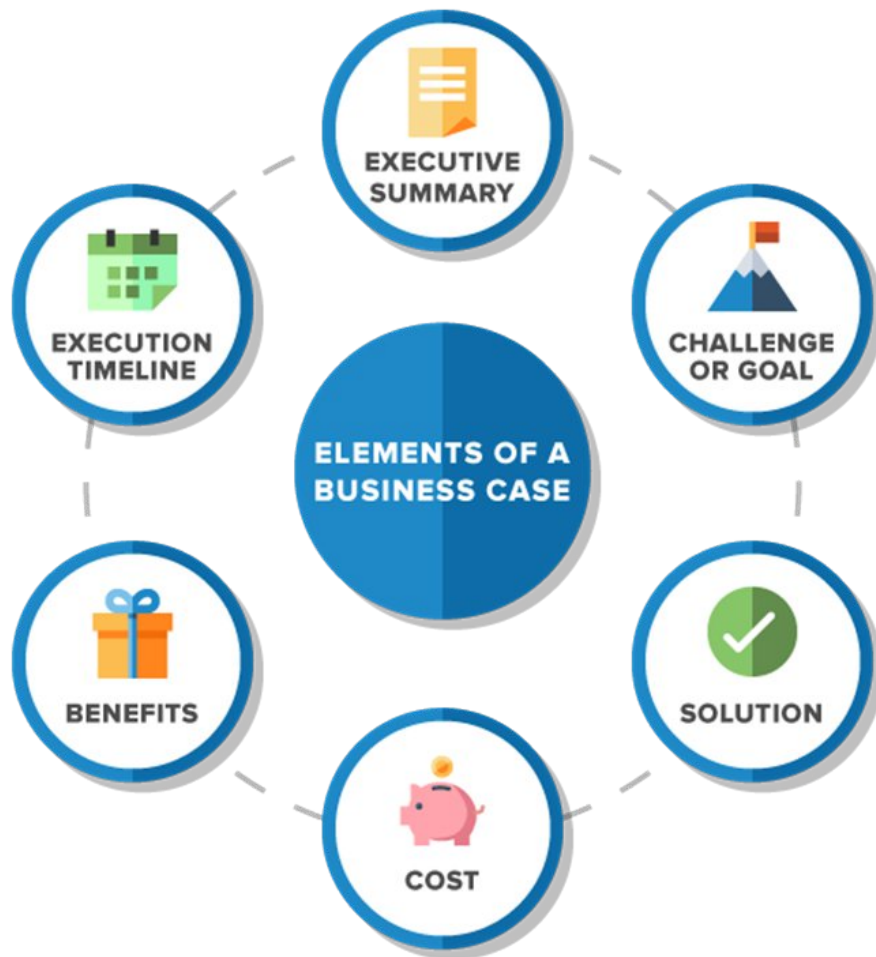 EXECUTIVE
SUMMARY
CHALLENGE
OR GOAL
SOLUTION
COST
BENEFITS
EXECUTION
TIMELINE
ELEMENTS OF A
BUSINESS CASE